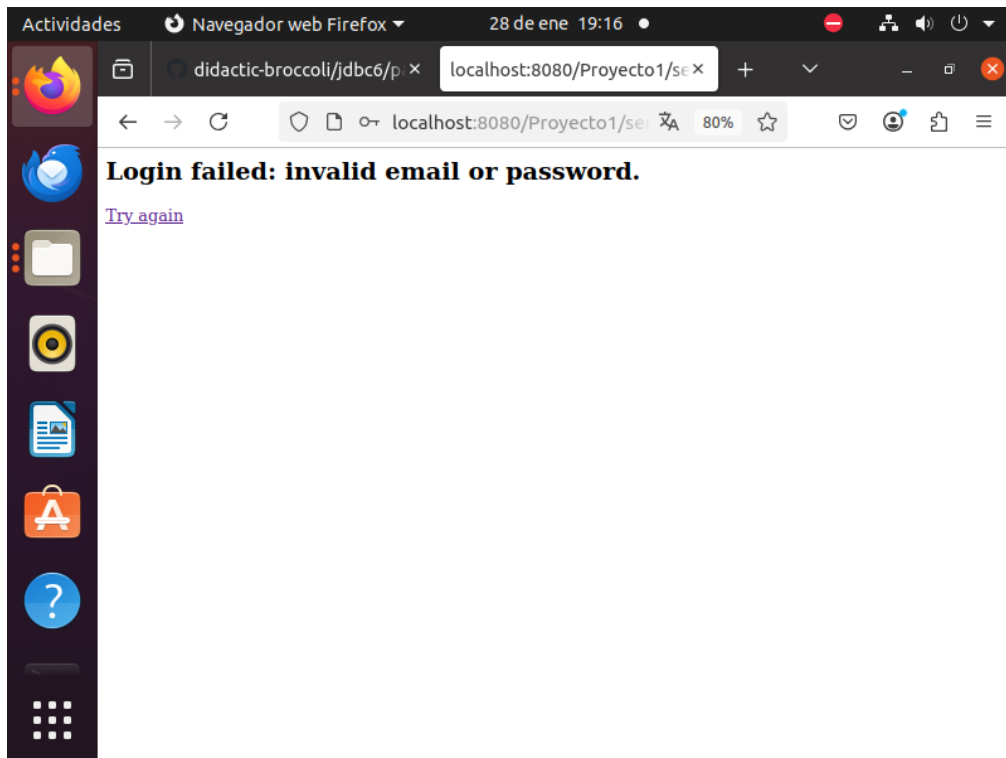 Actividades Navegador web Firefox 28 de ene 19:16
didactic-broccoli/jdbc6/p localhost:8080/Proyecto1/se
localhost:8080/Proyecto1/se 80%
Login failed: invalid email or password.
Try again